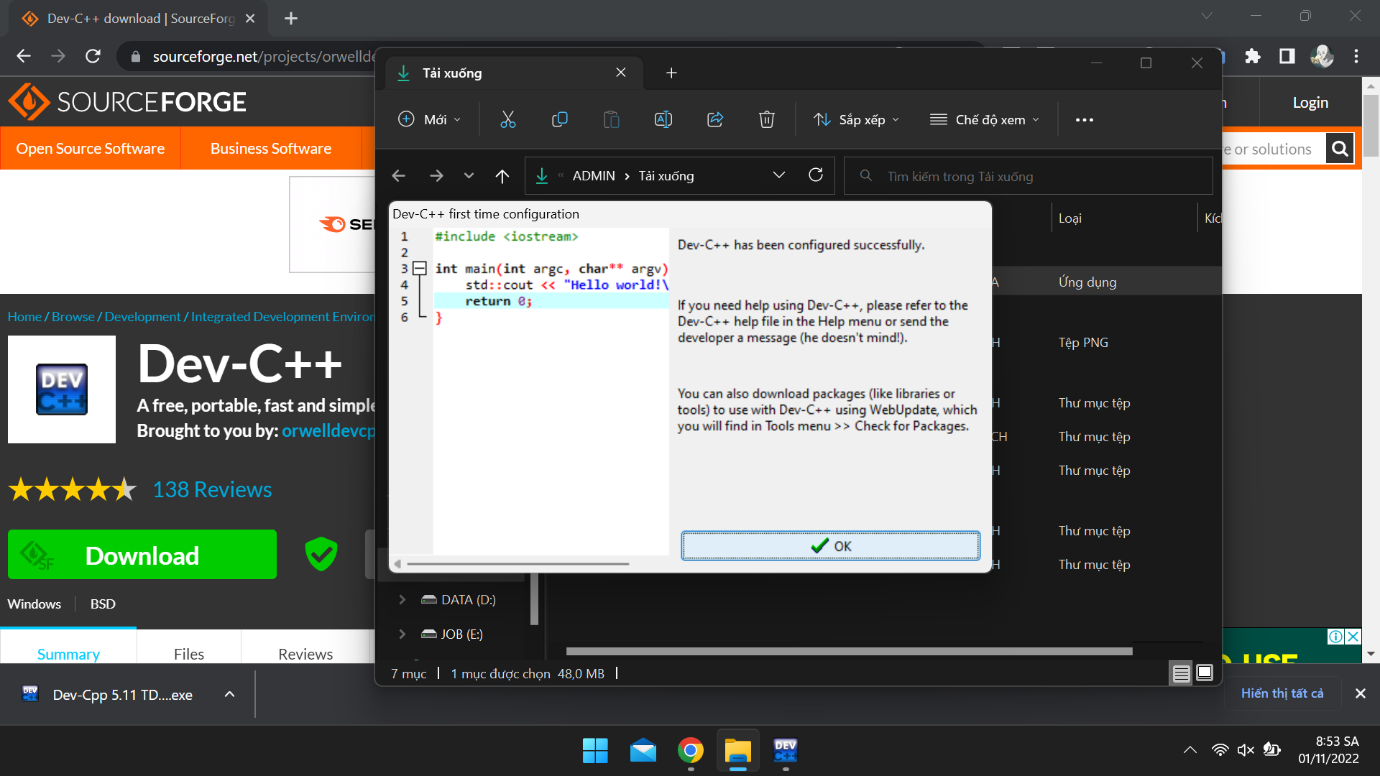 Dev-C++ download | SourceForg
sourceforge.net/projects/orwellde
SOURCEFORGE
Login
Open Source Software
Business Software
e or solutions
Home / Browse / Development / Integrated Development Environ
Dev-C++
A free, portable, fast and simple
Brought to you by: orwelldevcp
138 Reviews
Download
Windows
BSD
Summary
Files
Reviews
Tải xuống
Mới
Sắp xếp
Chế độ xem
ADMIN > Tải xuống
Tìm kiếm trong Tải xuống
Loại
Kíc
Ứng dụng
Tệp PNG
Thư mục tệp
Thư mục tệp
Thư mục tệp
Thư mục tệp
Thư mục tệp
Dev-C++ first time configuration
1 #include <iostream>
2
3 int main(int argc, char** argv)
4 std::cout << "Hello world!\
5 return 0;
6 }
Dev-C++ has been configured successfully.
If you need help using Dev-C++, please refer to the
Dev-C++ help file in the Help menu or send the
developer a message (he doesn't mind!).
You can also download packages (like libraries or
tools) to use with Dev-C++ using WebUpdate, which
you will find in Tools menu >> Check for Packages.
OK
DATA (D:)
JOB (E:)
7 mục
1 mục được chọn 48,0 MB
Dev-Cpp 5.11 TD....exe
Hiển thị tất cả
8:53 SA
01/11/2022